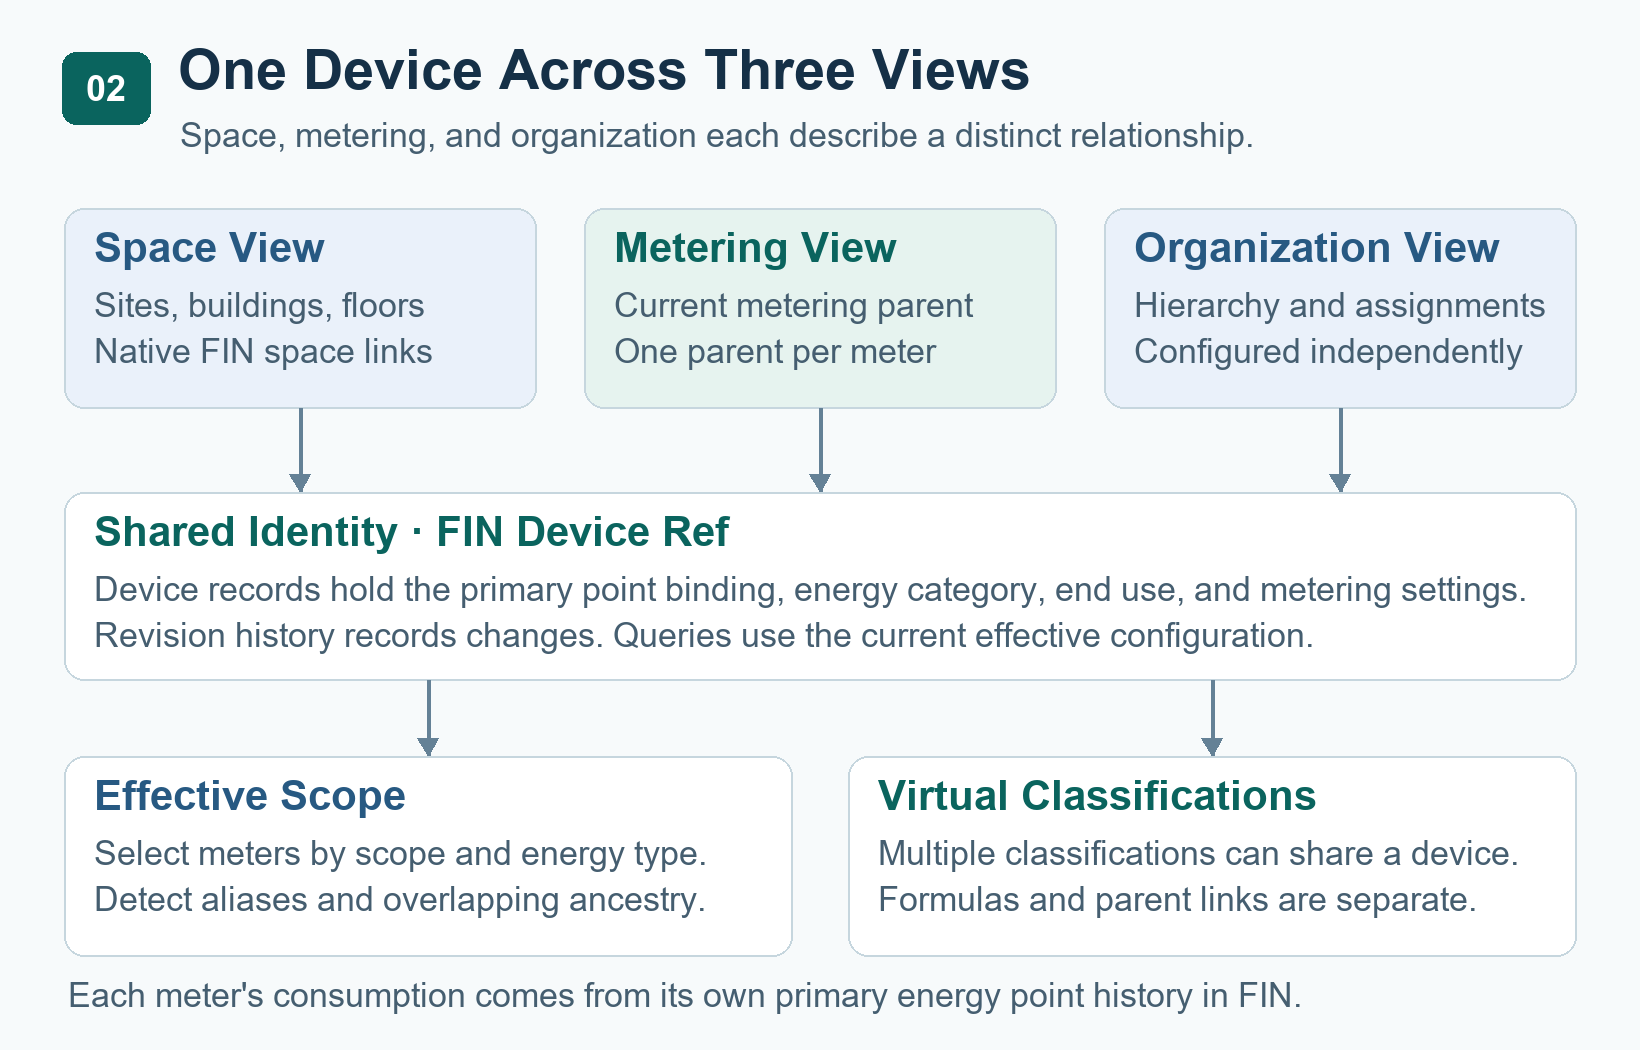 02
One Device Across Three Views
Space, metering, and organization each describe a distinct relationship.
Space View
Sites, buildings, floors
Native FIN space links
Metering View
Current metering parent
One parent per meter
Organization View
Hierarchy and assignments
Configured independently
Shared Identity · FIN Device Ref
Device records hold the primary point binding, energy category, end use, and metering settings.
Revision history records changes. Queries use the current effective configuration.
Effective Scope
Select meters by scope and energy type.
Detect aliases and overlapping ancestry.
Virtual Classifications
Multiple classifications can share a device.
Formulas and parent links are separate.
Each meter's consumption comes from its own primary energy point history in FIN.